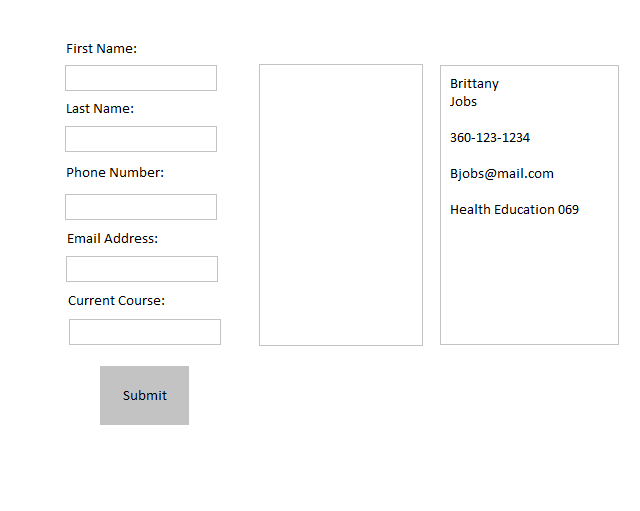 First Name:
Last Name:
Phone Number:
Email Address:
Current Course:
Submit
Brittany
Jobs
360-123-1234
Bjobs@mail.com
Health Education 069